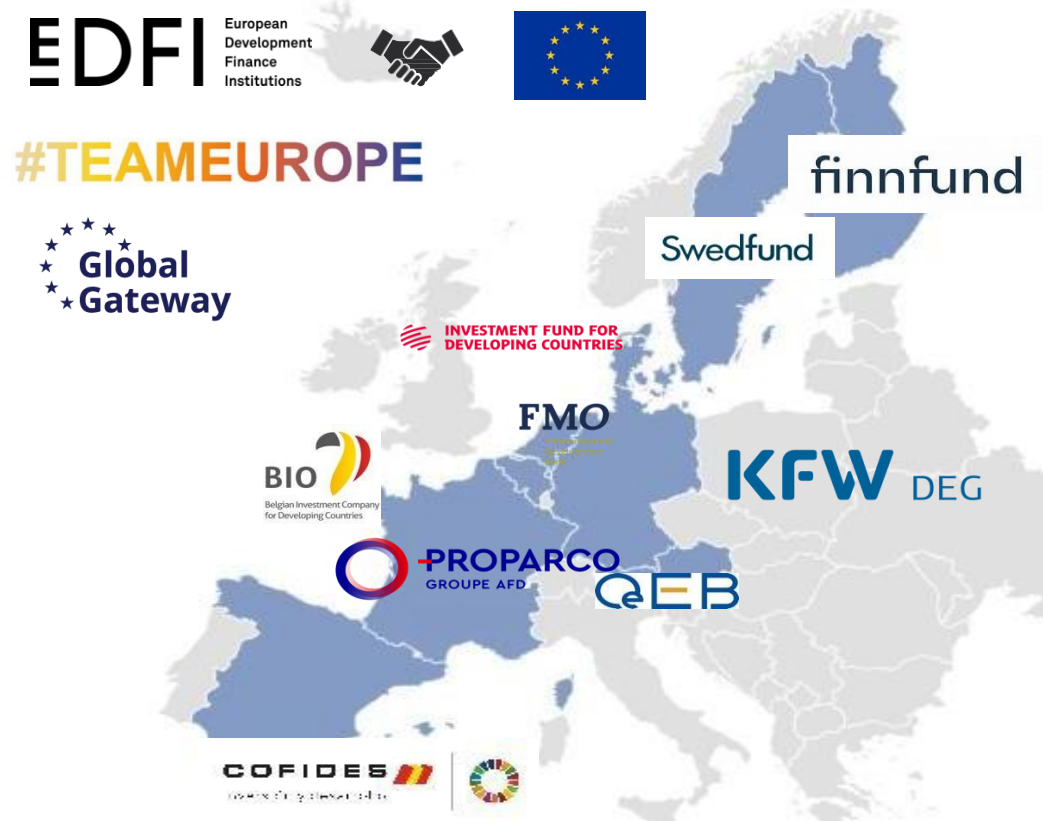 EDFI
European
Development
Finance
Institutions
#TEAMEUROPE
finnfund
Global
Gateway
Swedfund
INVESTMENT FUND FOR
DEVELOPING COUNTRIES
FMO
BIO
Belgian Investment Company
for Developing Countries
KFW DEG
PROPARCO
GROUPE AFD
OeEB
COFIDES